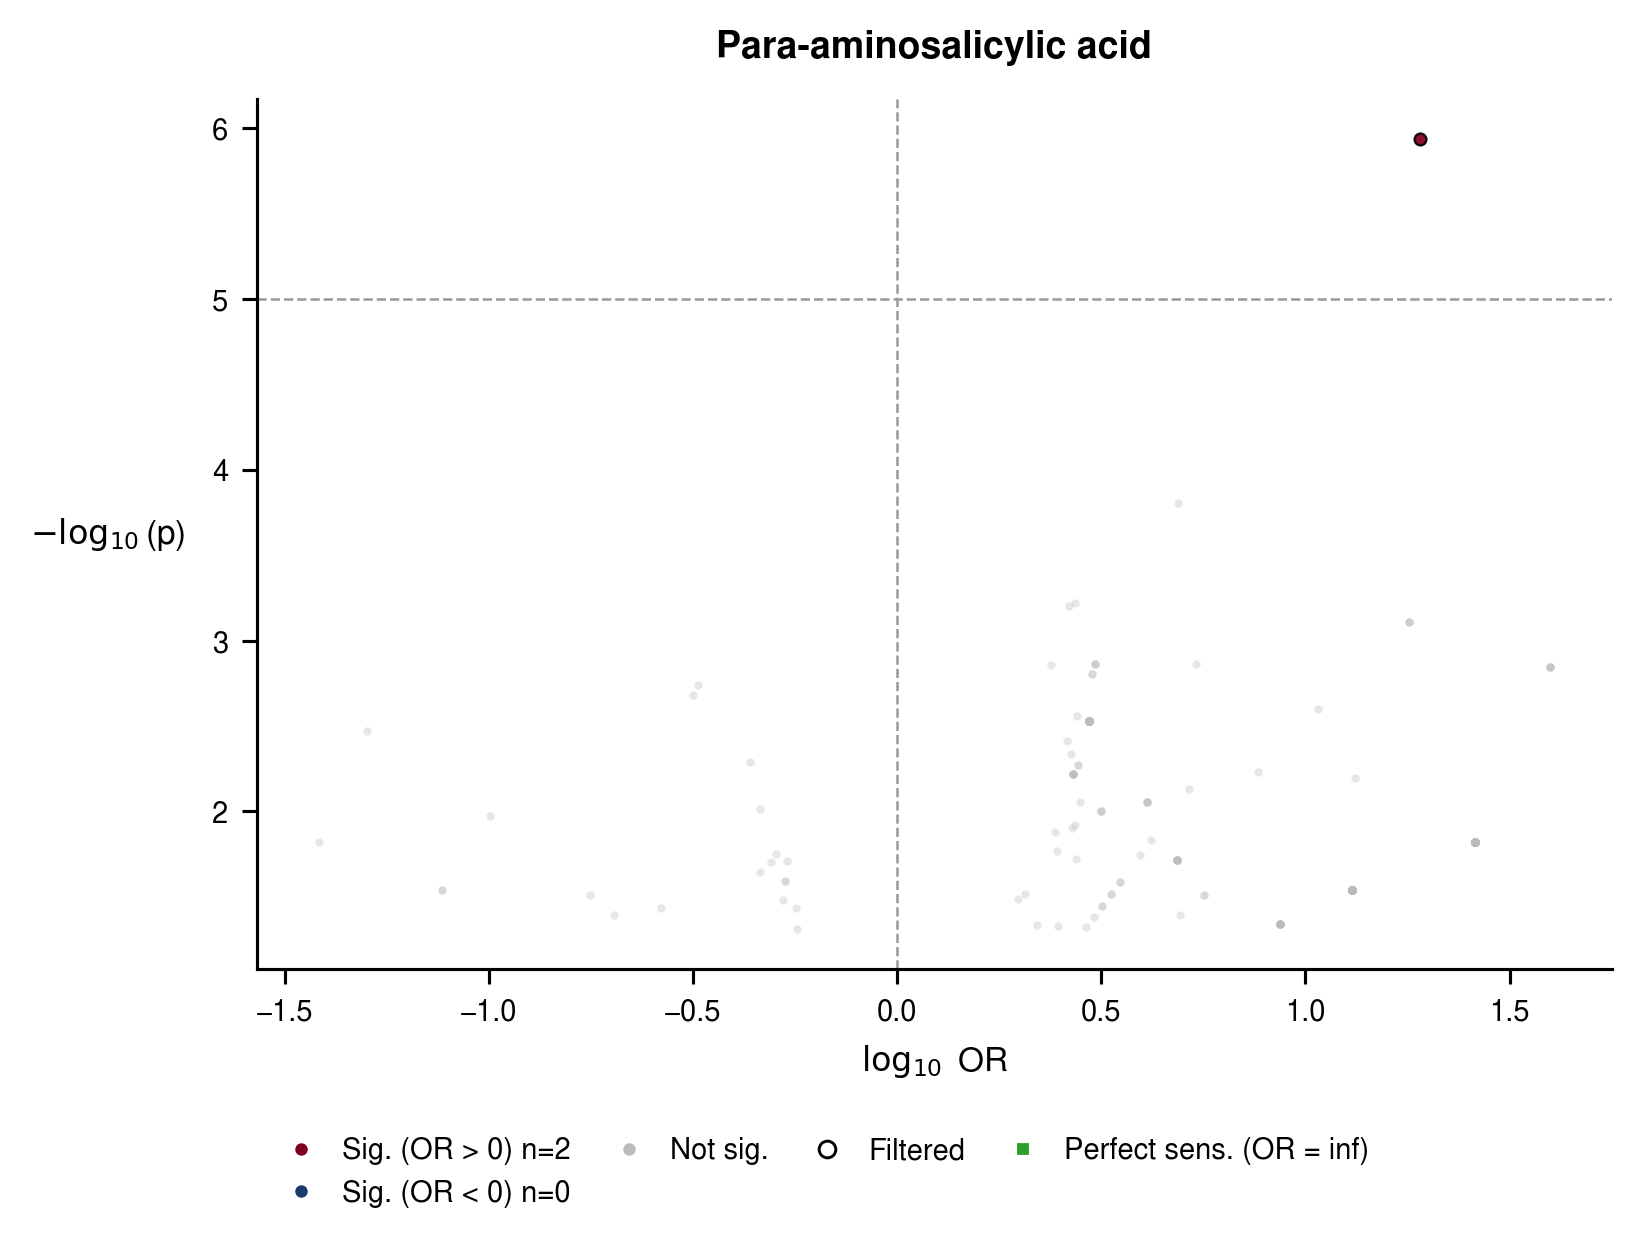 Para-aminosalicylic acid
6
5
4
3
2
−log₁₀ (p)
−1.5 −1.0 −0.5 0.0 0.5 1.0 1.5
log₁₀ OR
Sig. (OR > 0) n=2 Not sig. Filtered Perfect sens. (OR = inf)
Sig. (OR < 0) n=0